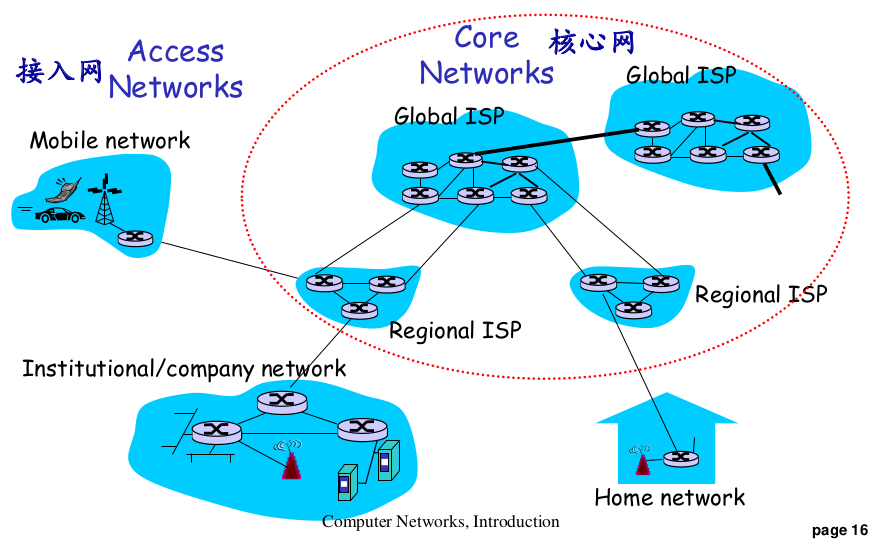 接入网
Access
Networks
Core
Networks
核心网
Global ISP
Global ISP
Mobile network
Regional ISP
Regional ISP
Institutional/company network
Home network
Computer Networks, Introduction
page 16